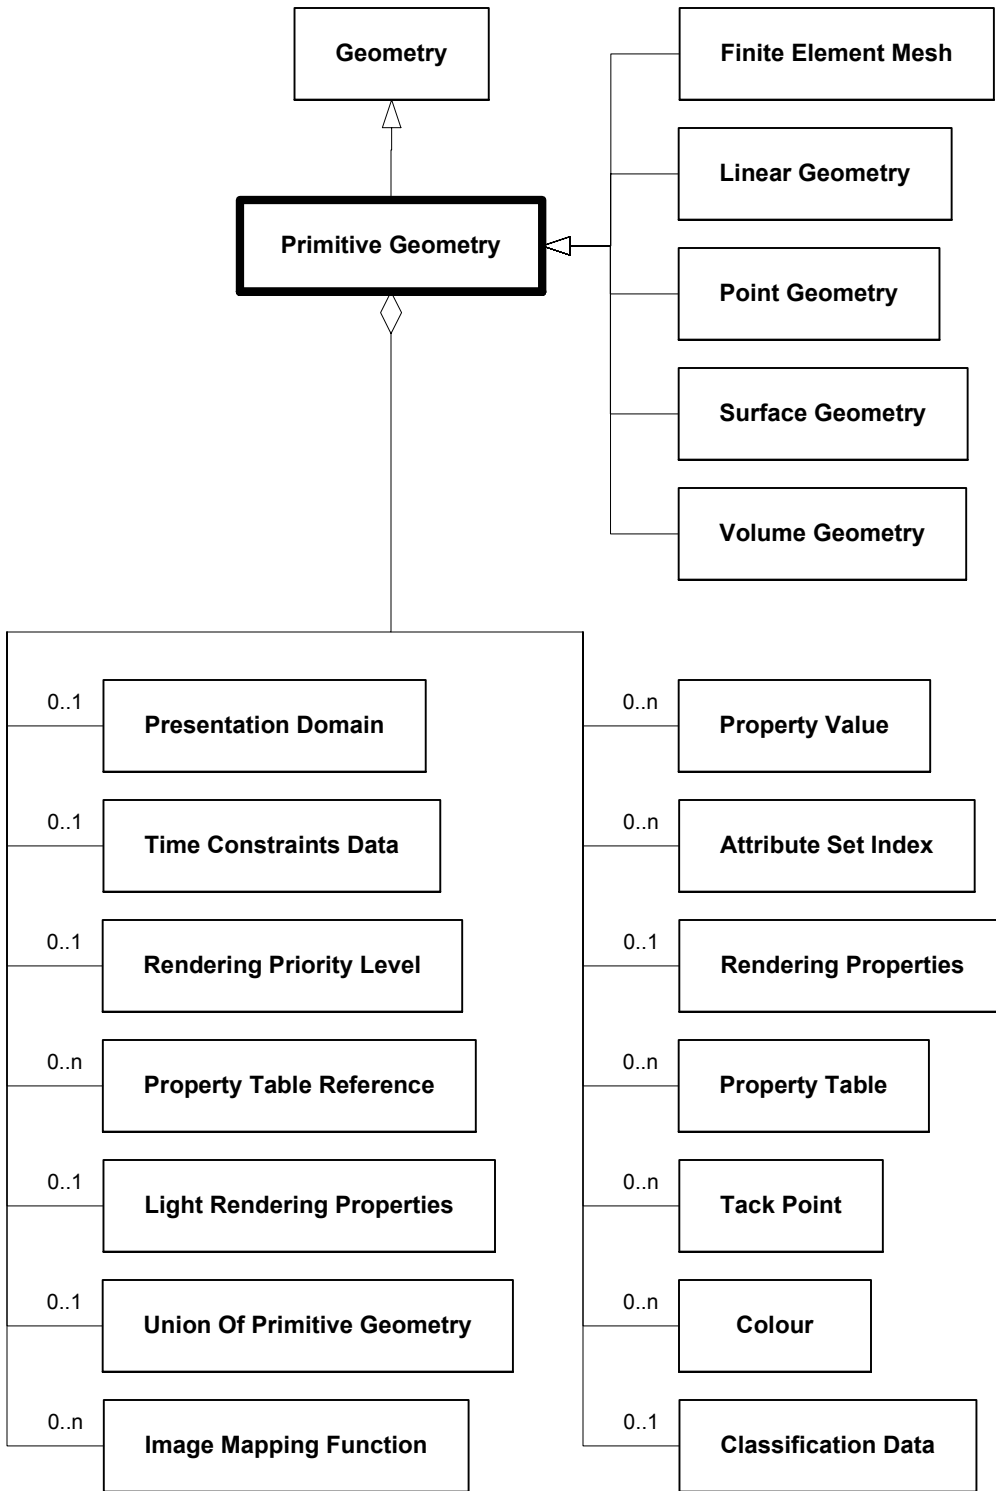 Geometry
Finite Element Mesh
Linear Geometry
Primitive Geometry
Point Geometry
Surface Geometry
Volume Geometry
0..1
Presentation Domain
0..n
Property Value
0..1
Time Constraints Data
0..n
Attribute Set Index
0..1
Rendering Priority Level
0..1
Rendering Properties
0..n
Property Table Reference
0..n
Property Table
0..1
Light Rendering Properties
0..n
Tack Point
0..1
Union Of Primitive Geometry
0..n
Colour
0..n
Image Mapping Function
0..1
Classification Data